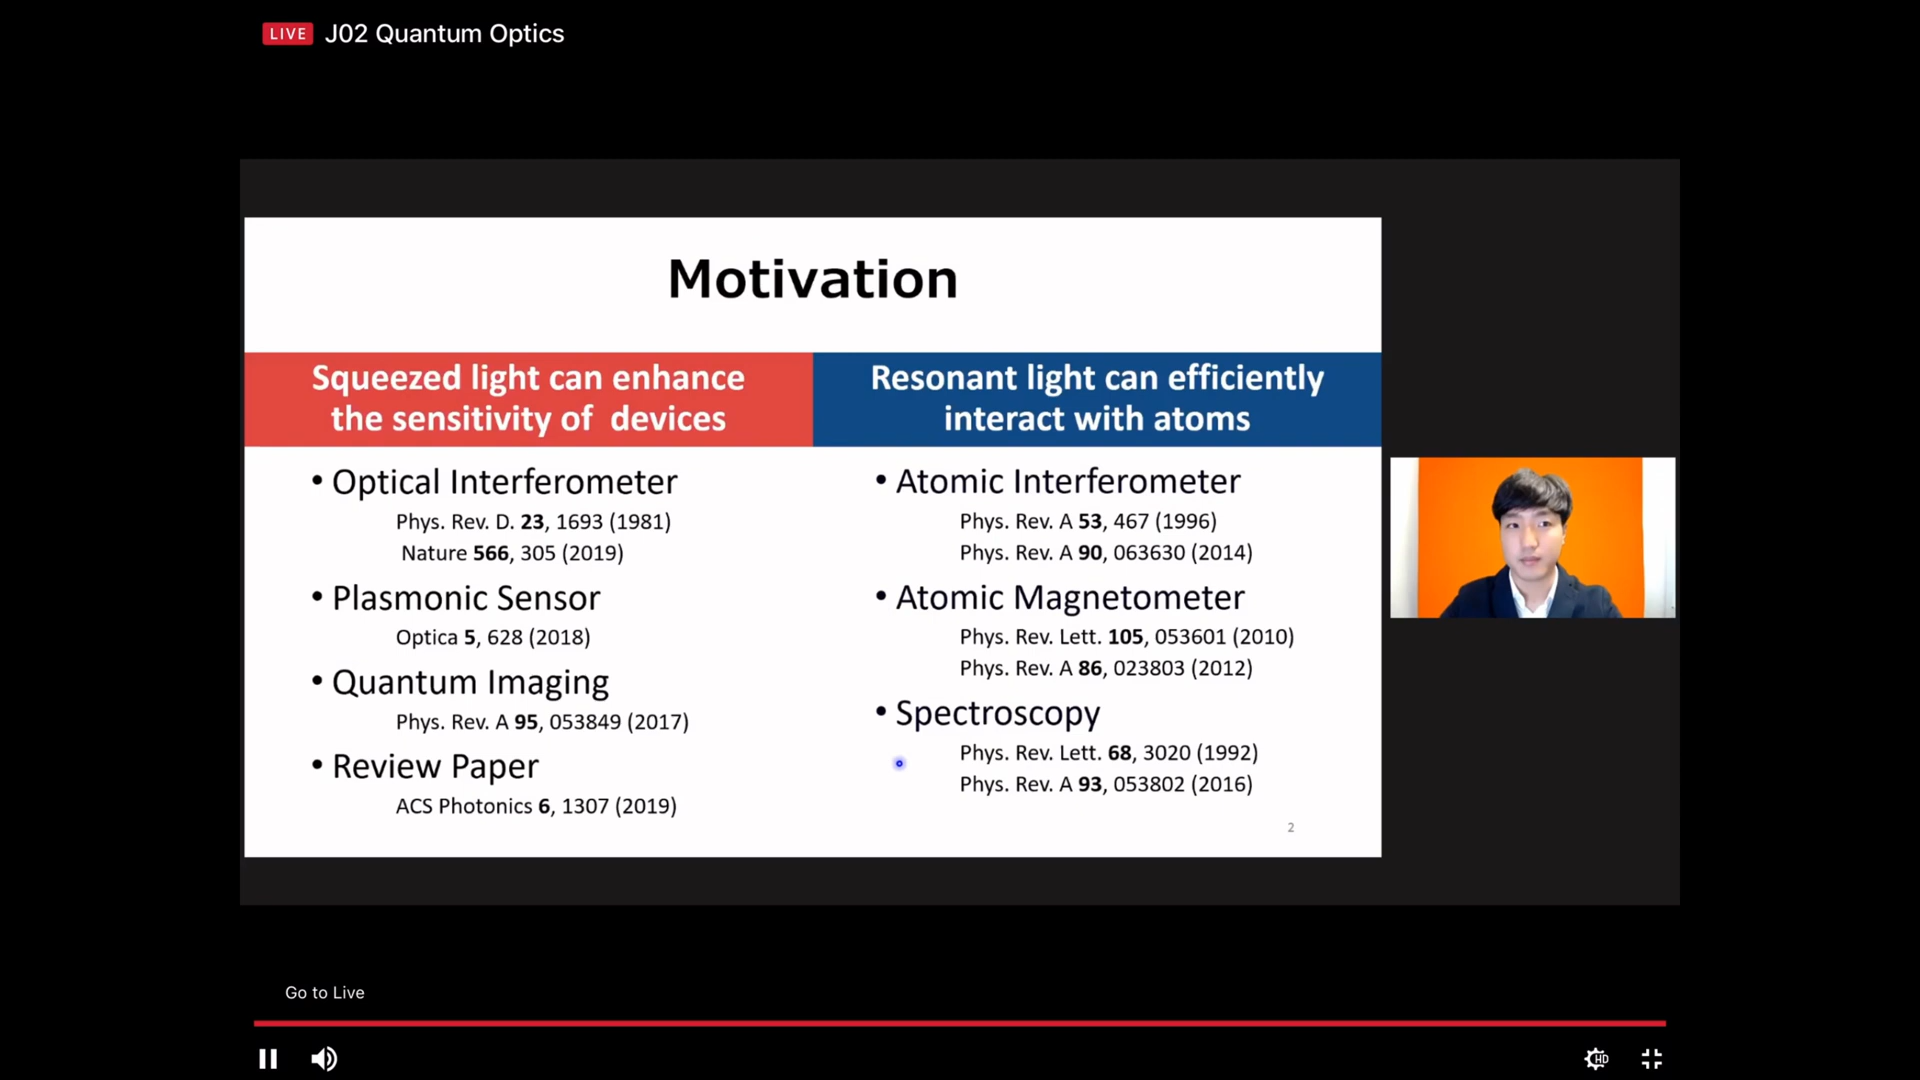 LIVE J02 Quantum Optics
Motivation
Squeezed light can enhance
the sensitivity of devices
• Optical Interferometer
Phys. Rev. D. 23, 1693 (1981)
Nature 566, 305 (2019)
• Plasmonic Sensor
Optica 5, 628 (2018)
• Quantum Imaging
Phys. Rev. A 95, 053849 (2017)
• Review Paper
ACS Photonics 6, 1307 (2019)
Resonant light can efficiently
interact with atoms
• Atomic Interferometer
Phys. Rev. A 53, 467 (1996)
Phys. Rev. A 90, 063630 (2014)
• Atomic Magnetometer
Phys. Rev. Lett. 105, 053601 (2010)
Phys. Rev. A 86, 023803 (2012)
• Spectroscopy
Phys. Rev. Lett. 68, 3020 (1992)
Phys. Rev. A 93, 053802 (2016)
2
Go to Live
HD